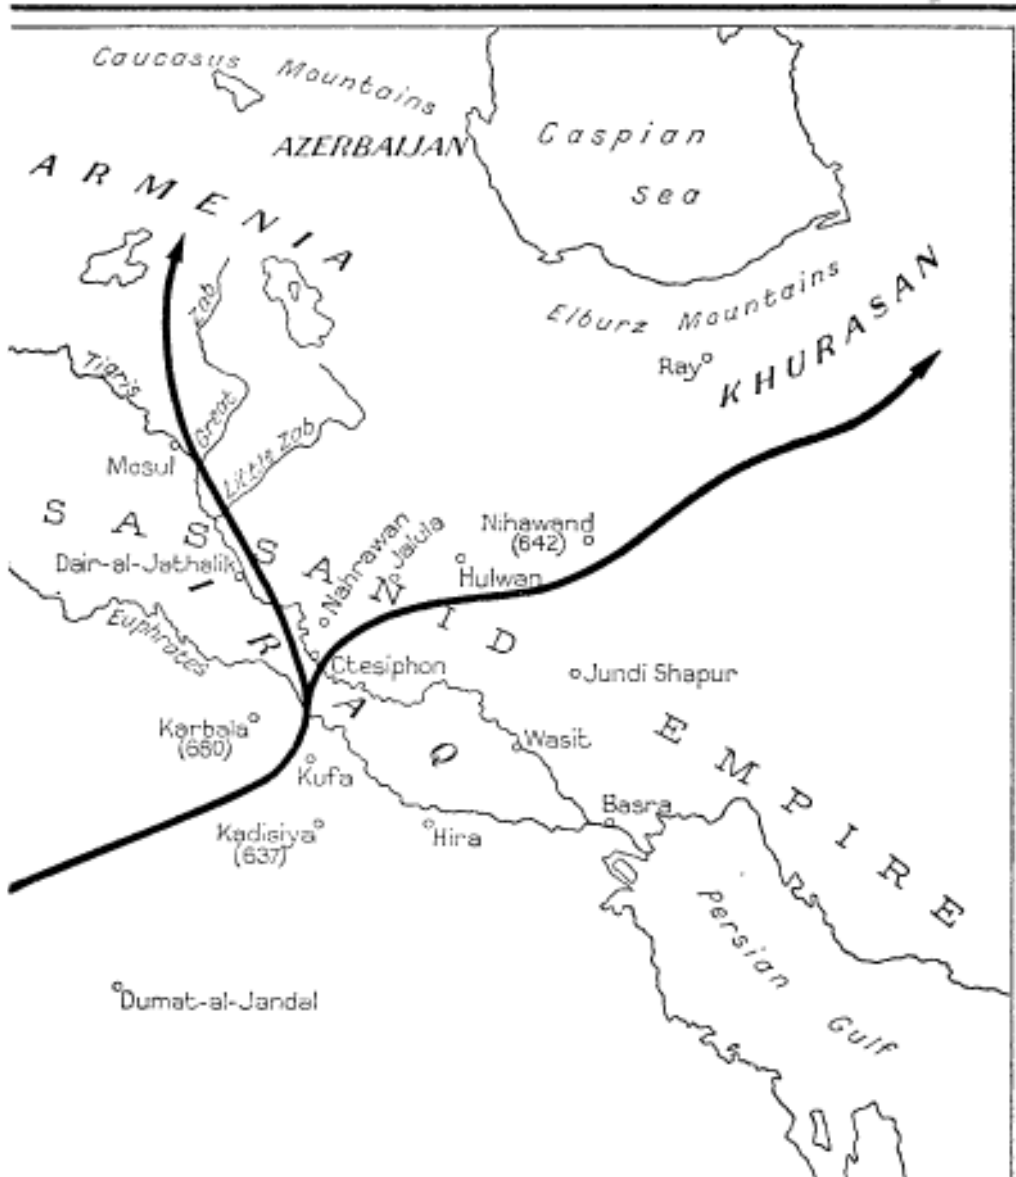 Caucasus Mountains
AZERBAIJAN
Caspian
Sea
ARMENIA
Elburz Mountains
KHURASAN
Ray
Zab
Great
Tigris
Little Zab
Mosul
SASSANID EMPIRE
Nihawand
(642)
Nahrawan
Jalula
Hulwan
Dair-al-Jathalik
IRAQ
Euphrates
Ctesiphon
Jundi Shapur
Karbala
(680)
Wasit
Kufa
Basra
Kadisiya
(637)
Hira
Persian
Gulf
Dumat-al-Jandal